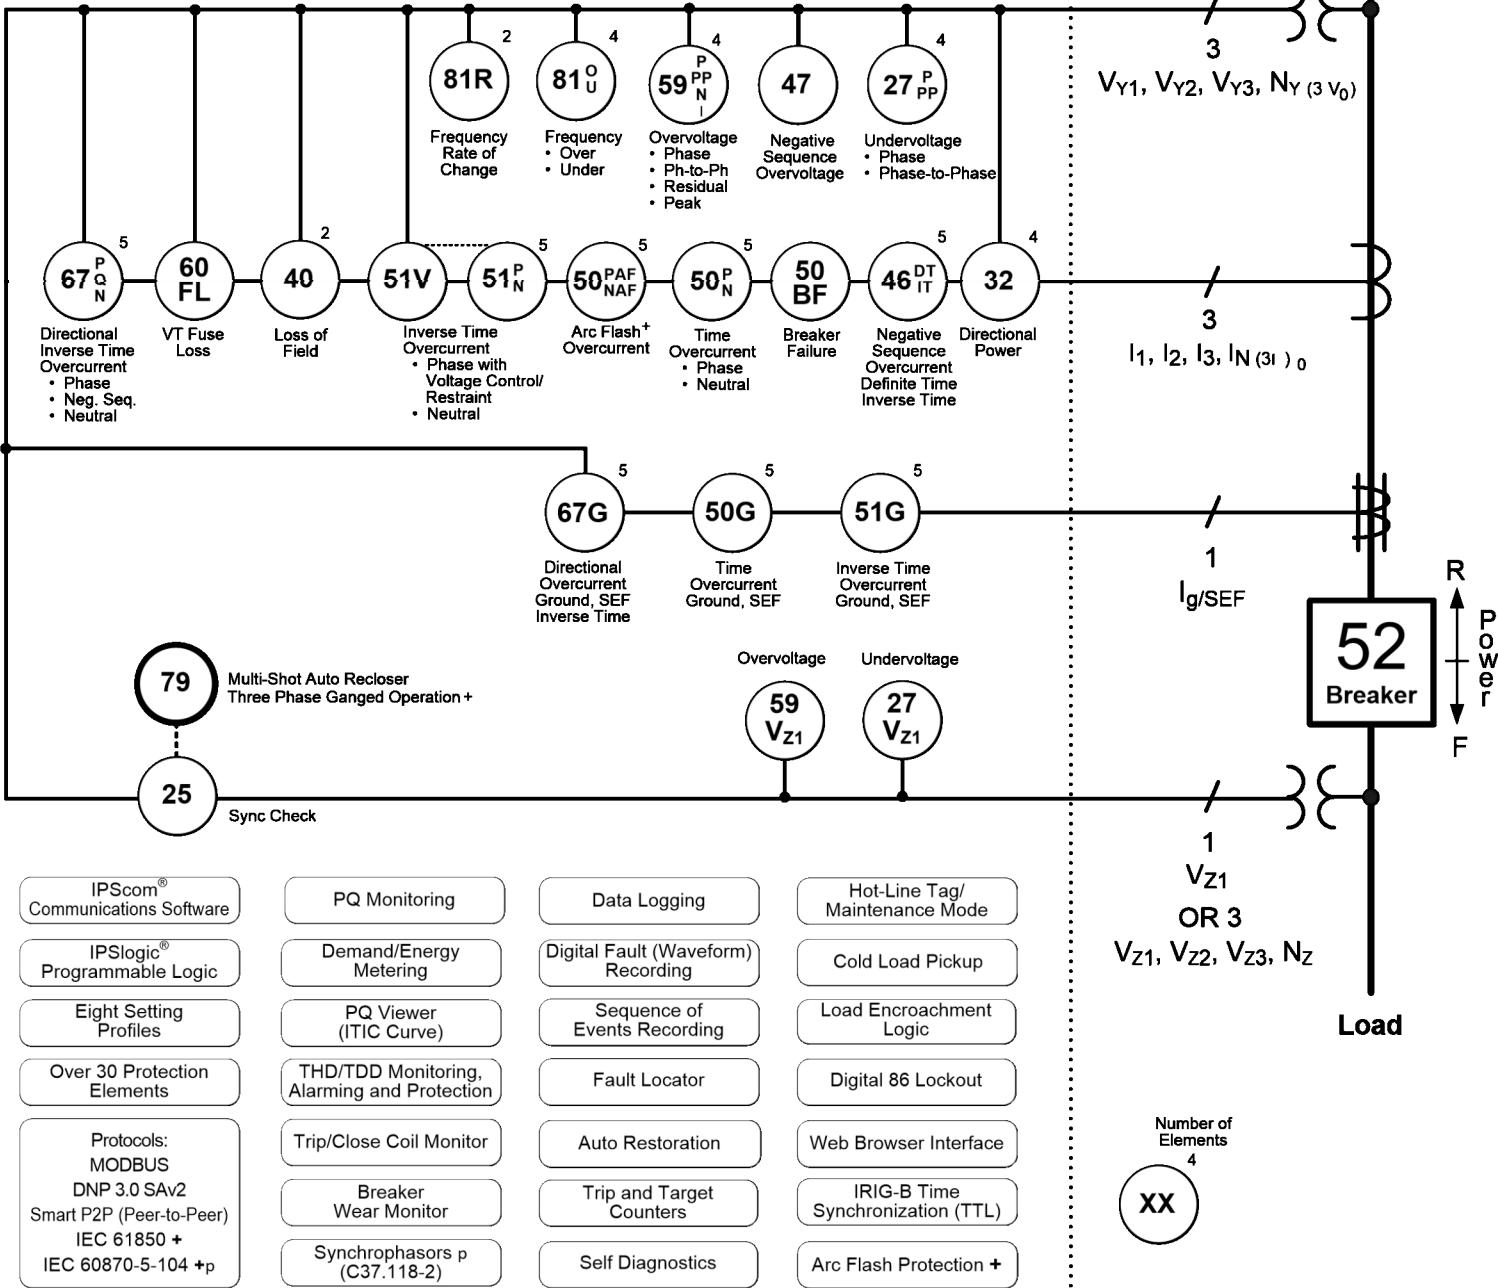 2
81R
Frequency
Rate of
Change
4
81 O
U
Frequency
• Over
• Under
4
59 P
PP
N
I
Overvoltage
• Phase
• Ph-to-Ph
• Residual
• Peak
47
Negative
Sequence
Overvoltage
4
27 P
PP
Undervoltage
• Phase
• Phase-to-Phase
3
VY1, VY2, VY3, NY (3 V0)
5
67 P
Q
N
Directional
Inverse Time
Overcurrent
• Phase
• Neg. Seq.
• Neutral
60
FL
VT Fuse
Loss
2
40
Loss of
Field
51V
5
51 P
N
Inverse Time
Overcurrent
• Phase with
Voltage Control/
Restraint
• Neutral
5
50 PAF
NAF
Arc Flash+
Overcurrent
5
50 P
N
Time
Overcurrent
• Phase
• Neutral
50
BF
Breaker
Failure
5
46 DT
IT
Negative
Sequence
Overcurrent
Definite Time
Inverse Time
4
32
Directional
Power
3
I1, I2, I3, IN (3I ) 0
5
67G
Directional
Overcurrent
Ground, SEF
Inverse Time
5
50G
Time
Overcurrent
Ground, SEF
5
51G
Inverse Time
Overcurrent
Ground, SEF
1
Ig/SEF
R
52
Breaker
Power
F
79
Multi-Shot Auto Recloser
Three Phase Ganged Operation +
25
Sync Check
Overvoltage
59
VZ1
Undervoltage
27
VZ1
1
VZ1
OR 3
VZ1, VZ2, VZ3, NZ
Load
IPScom®
Communications Software
IPSlogic®
Programmable Logic
Eight Setting
Profiles
Over 30 Protection
Elements
Protocols:
MODBUS
DNP 3.0 SAv2
Smart P2P (Peer-to-Peer)
IEC 61850 +
IEC 60870-5-104 +p
PQ Monitoring
Demand/Energy
Metering
PQ Viewer
(ITIC Curve)
THD/TDD Monitoring,
Alarming and Protection
Trip/Close Coil Monitor
Breaker
Wear Monitor
Synchrophasors p
(C37.118-2)
Data Logging
Digital Fault (Waveform)
Recording
Sequence of
Events Recording
Fault Locator
Auto Restoration
Trip and Target
Counters
Self Diagnostics
Hot-Line Tag/
Maintenance Mode
Cold Load Pickup
Load Encroachment
Logic
Digital 86 Lockout
Web Browser Interface
IRIG-B Time
Synchronization (TTL)
Arc Flash Protection +
Number of
Elements
4
XX